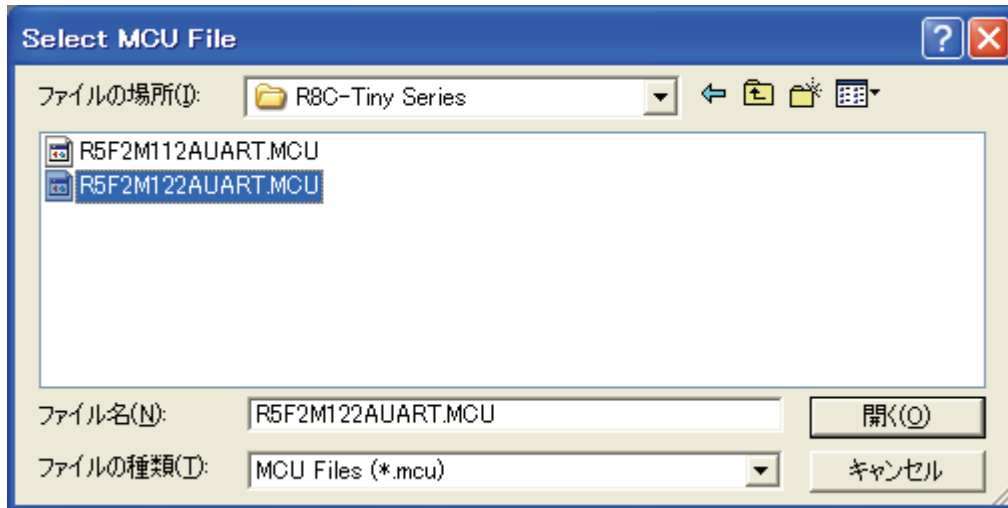 Select MCU File
ファイルの場所(I): R8C-Tiny Series
R5F2M112AUART.MCU
R5F2M122AUART.MCU
ファイル名(N): R5F2M122AUART.MCU 開く(O)
ファイルの種類(T): MCU Files (*.mcu) キャンセル